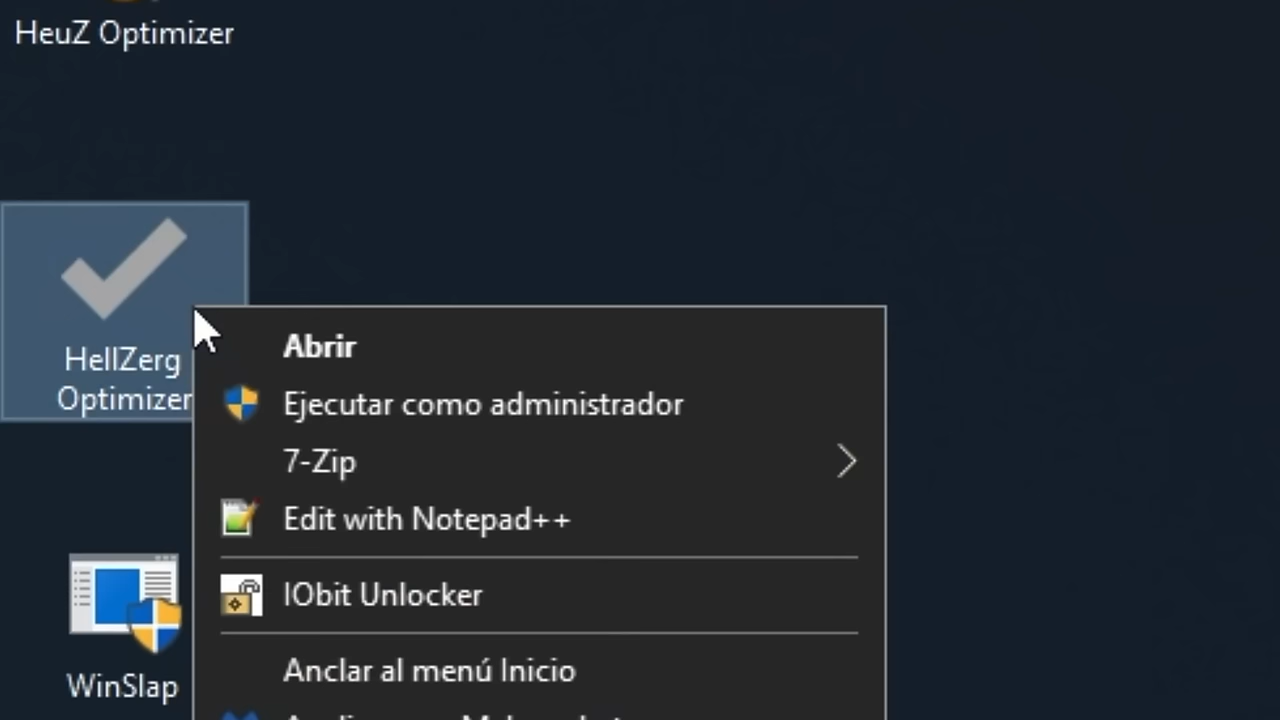 HeuZ Optimizer
HellZerg
Optimizer
Abrir
Ejecutar como administrador
7-Zip
Edit with Notepad++
IObit Unlocker
Anclar al menú Inicio
WinSlap